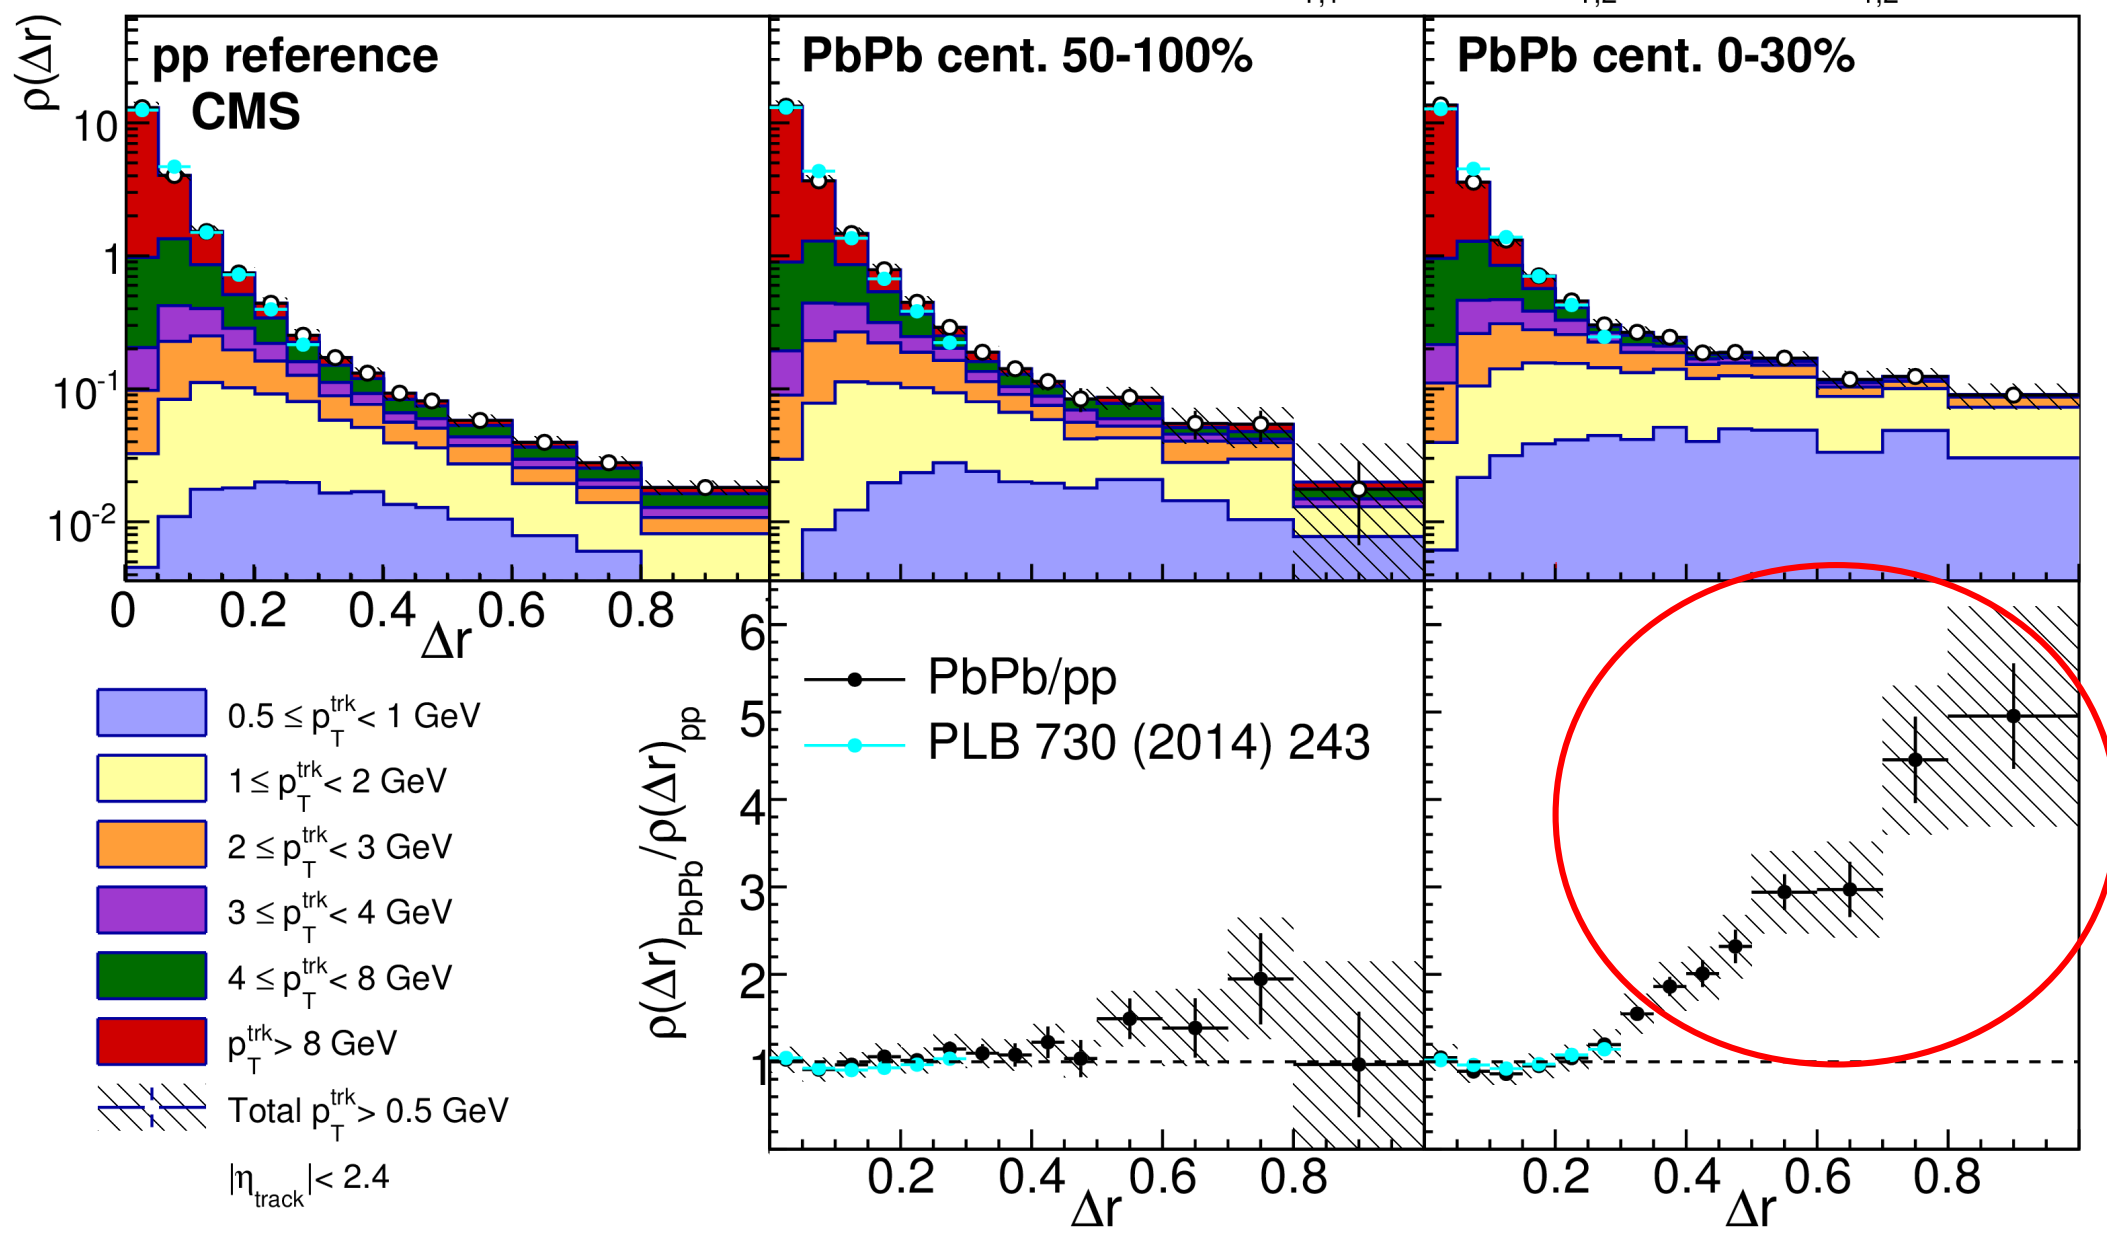 ρ(Δr)
pp reference
CMS
PbPb cent. 50-100%
PbPb cent. 0-30%
10
1
10⁻¹
10⁻²
0 0.2 0.4 0.6 0.8
Δr
0.5 ≤ p_T^trk < 1 GeV
1 ≤ p_T^trk < 2 GeV
2 ≤ p_T^trk < 3 GeV
3 ≤ p_T^trk < 4 GeV
4 ≤ p_T^trk < 8 GeV
p_T^trk > 8 GeV
Total p_T^trk > 0.5 GeV
|η_track| < 2.4
ρ(Δr)_PbPb/ρ(Δr)_pp
6
5
4
3
2
1
PbPb/pp
PLB 730 (2014) 243
0.2 0.4 0.6 0.8
Δr
0.2 0.4 0.6 0.8
Δr